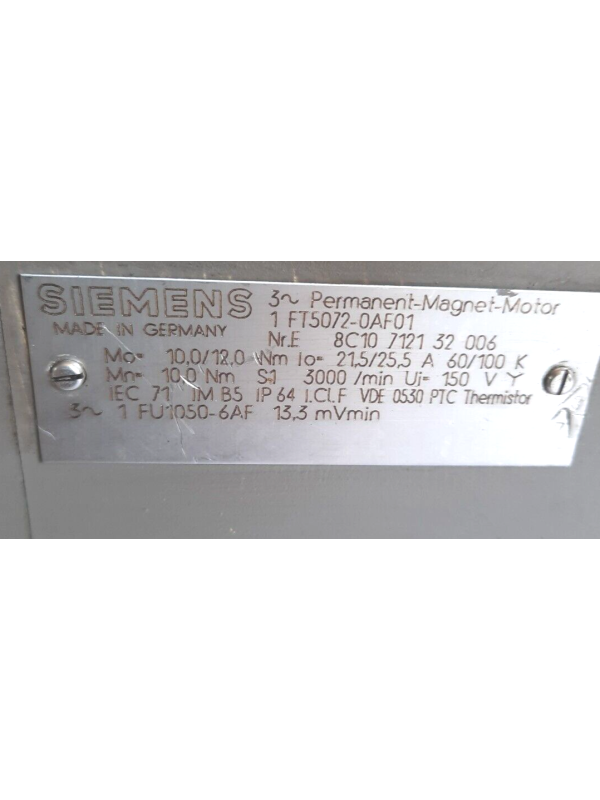 SIEMENS 3~ Permanent-Magnet-Motor
MADE IN GERMANY 1 FT5072-0AF01
Nr.E 8C10 7121 32 006
Mo= 10.0/12.0 Nm Io= 21,5/25,5 A 60/100 K
Mn= 10,0 Nm S1 3000 /min Ui= 150 V Y
IEC 71 IM B5 IP 64 I.Cl.F VDE 0530 PTC Thermistor
3~ 1 FU1050-6AF 13,3 mVmin